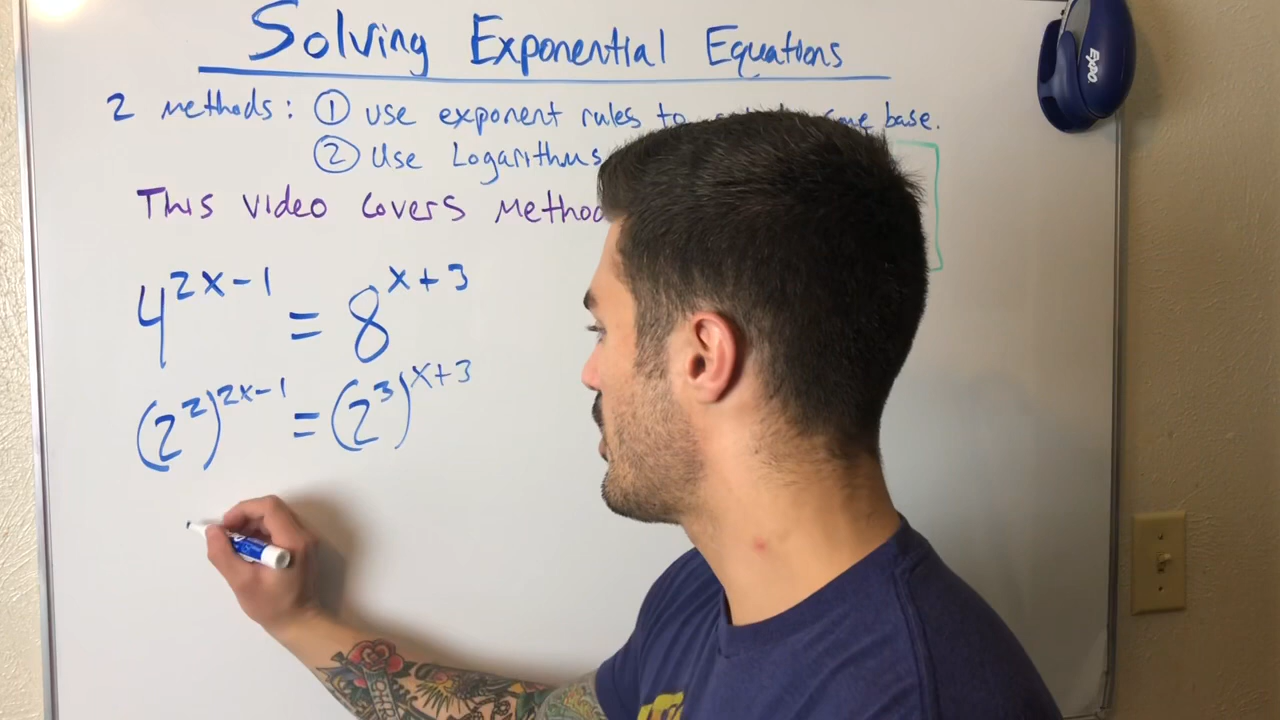 Solving Exponential Equations
2 methods: ① use exponent rules to same base.
② Use Logarithms
This video covers Method
4^{2x-1} = 8^{x+3}
(2^2)^{2x-1} = (2^3)^{x+3}
EXPO